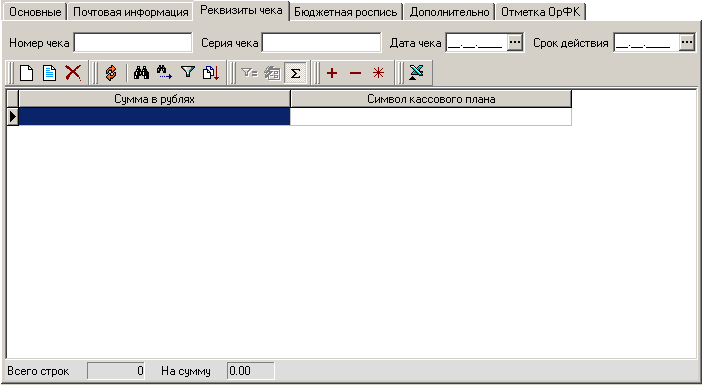 Основные Почтовая информация Реквизиты чека Бюджетная роспись Дополнительно Отметка ОрФК
Номер чека Серия чека Дата чека __.__.____ ... Срок действия __.__.____ ...
Сумма в рублях Символ кассового плана
Всего строк 0 На сумму 0.00